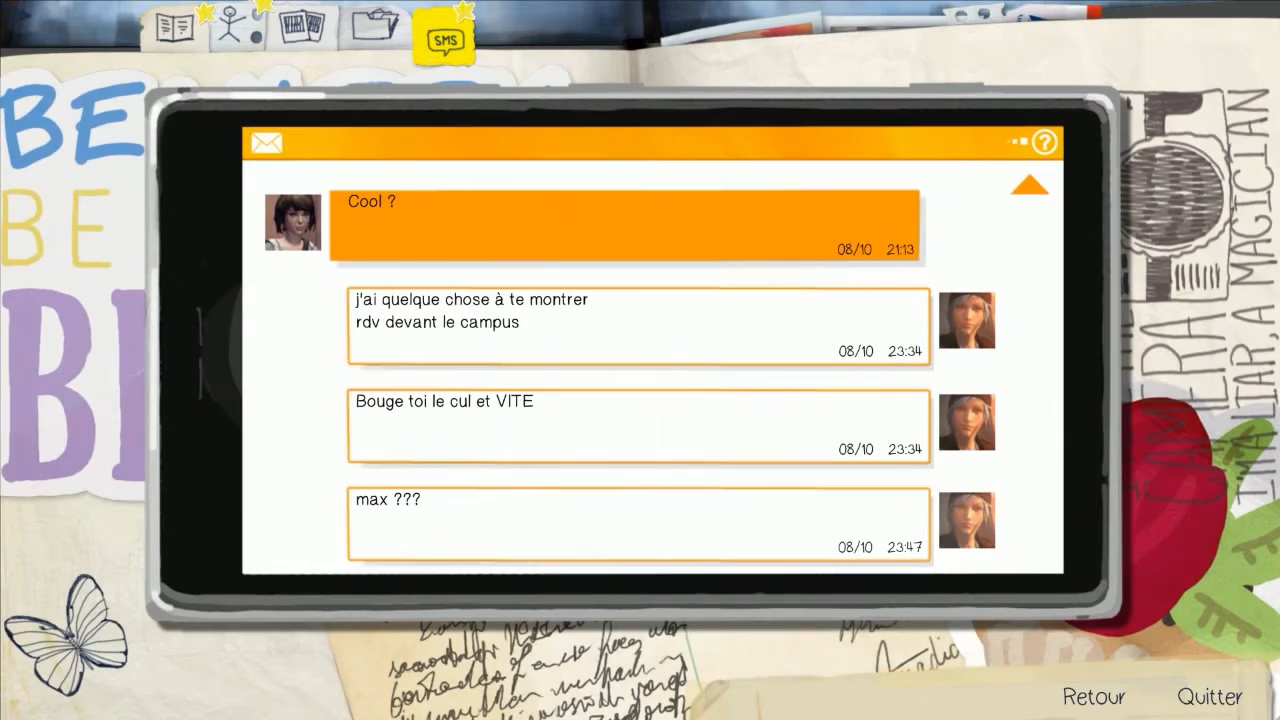 SMS
BE
BE
Cool ?
08/10 21:13
j'ai quelque chose à te montrer
rdv devant le campus
08/10 23:34
Bouge toi le cul et VITE
08/10 23:34
max ???
08/10 23:47
I'M A LIAR, A MAGICIAN
Retour Quitter